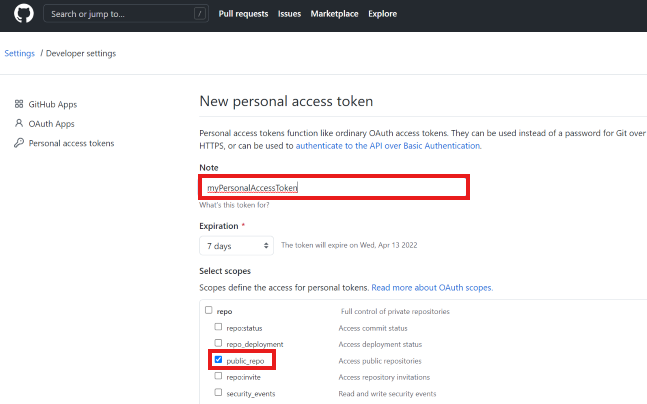 Search or jump to... /
Pull requests Issues Marketplace Explore
Settings / Developer settings
GitHub Apps
OAuth Apps
Personal access tokens
New personal access token
Personal access tokens function like ordinary OAuth access tokens. They can be used instead of a password for Git over
HTTPS, or can be used to authenticate to the API over Basic Authentication.
Note
myPersonalAccessToken
What's this token for?
Expiration *
7 days The token will expire on Wed, Apr 13 2022
Select scopes
Scopes define the access for personal tokens. Read more about OAuth scopes.
repo Full control of private repositories
repo:status Access commit status
repo_deployment Access deployment status
public_repo Access public repositories
repo:invite Access repository invitations
security_events Read and write security events